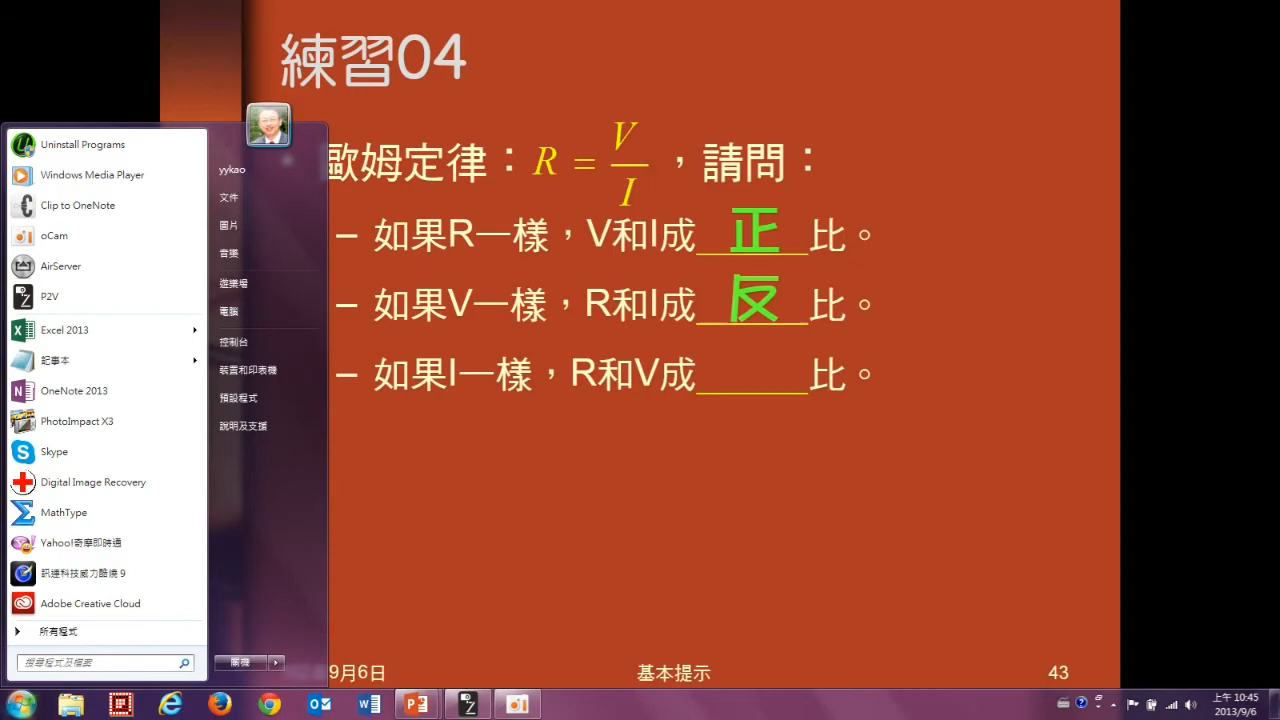 練習04
歐姆定律：R = V/I ，請問：
– 如果R一樣，V和I成 正 比。
– 如果V一樣，R和I成 反 比。
– 如果I一樣，R和V成______比。
9月6日
基本提示
43
Uninstall Programs
Windows Media Player
Clip to OneNote
oCam
AirServer
P2V
Excel 2013
記事本
OneNote 2013
PhotoImpact X3
Skype
Digital Image Recovery
MathType
Yahoo!奇摩即時通
訊連科技威力酷燒 9
Adobe Creative Cloud
所有程式
搜尋程式及檔案
yykao
文件
圖片
音樂
遊樂場
電腦
控制台
裝置和印表機
預設程式
說明及支援
關機
上午 10:45
2013/9/6